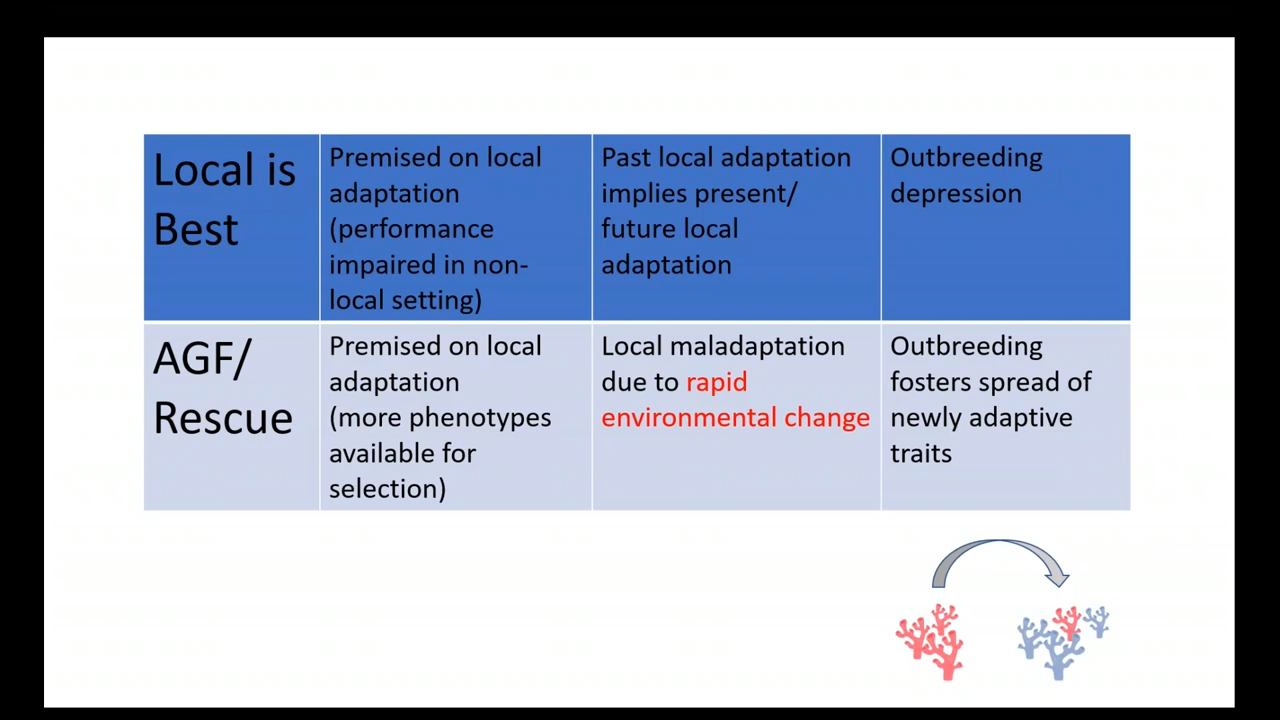 Local is
Best
Premised on local
adaptation
(performance
impaired in non-
local setting)
Past local adaptation
implies present/
future local
adaptation
Outbreeding
depression
AGF/
Rescue
Premised on local
adaptation
(more phenotypes
available for
selection)
Local maladaptation
due to rapid
environmental change
Outbreeding
fosters spread of
newly adaptive
traits